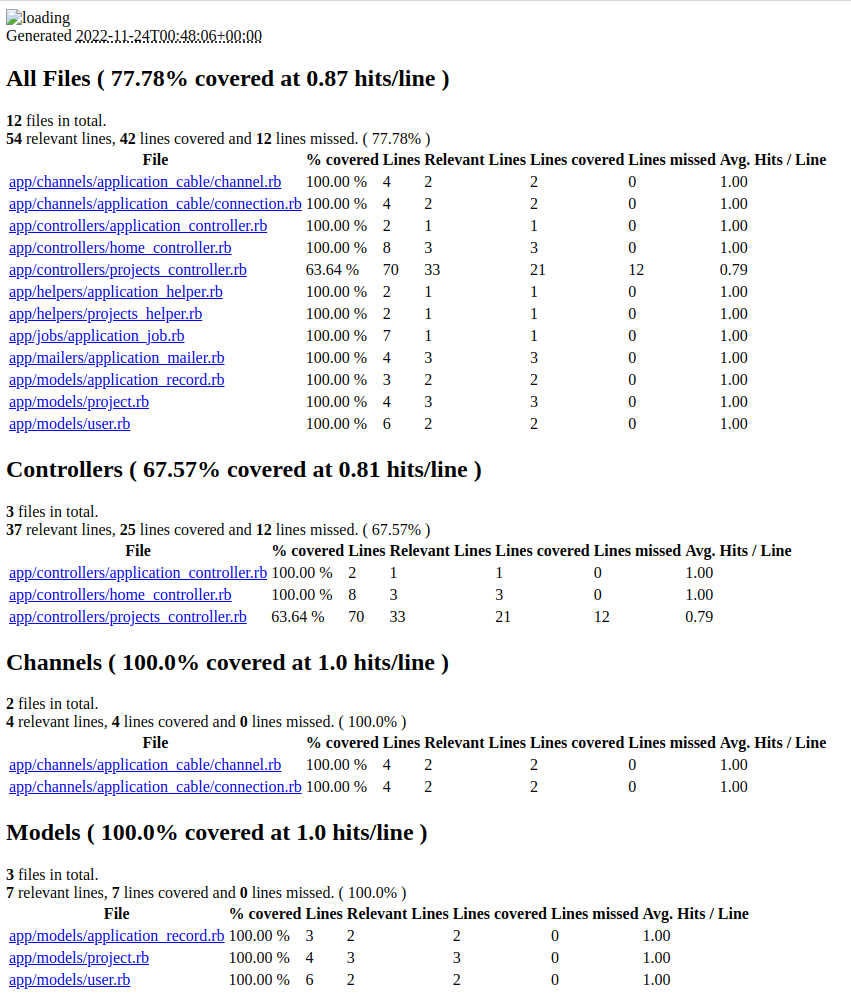 loading
Generated 2022-11-24T00:48:06+00:00
All Files ( 77.78% covered at 0.87 hits/line )
12 files in total.
54 relevant lines, 42 lines covered and 12 lines missed. ( 77.78% )
File % covered Lines Relevant Lines Lines covered Lines missed Avg. Hits / Line
app/channels/application_cable/channel.rb 100.00 % 4 2 2 0 1.00
app/channels/application_cable/connection.rb 100.00 % 4 2 2 0 1.00
app/controllers/application_controller.rb 100.00 % 2 1 1 0 1.00
app/controllers/home_controller.rb 100.00 % 8 3 3 0 1.00
app/controllers/projects_controller.rb 63.64 % 70 33 21 12 0.79
app/helpers/application_helper.rb 100.00 % 2 1 1 0 1.00
app/helpers/projects_helper.rb 100.00 % 2 1 1 0 1.00
app/jobs/application_job.rb 100.00 % 7 1 1 0 1.00
app/mailers/application_mailer.rb 100.00 % 4 3 3 0 1.00
app/models/application_record.rb 100.00 % 3 2 2 0 1.00
app/models/project.rb 100.00 % 4 3 3 0 1.00
app/models/user.rb 100.00 % 6 2 2 0 1.00
Controllers ( 67.57% covered at 0.81 hits/line )
3 files in total.
37 relevant lines, 25 lines covered and 12 lines missed. ( 67.57% )
File % covered Lines Relevant Lines Lines covered Lines missed Avg. Hits / Line
app/controllers/application_controller.rb 100.00 % 2 1 1 0 1.00
app/controllers/home_controller.rb 100.00 % 8 3 3 0 1.00
app/controllers/projects_controller.rb 63.64 % 70 33 21 12 0.79
Channels ( 100.0% covered at 1.0 hits/line )
2 files in total.
4 relevant lines, 4 lines covered and 0 lines missed. ( 100.0% )
File % covered Lines Relevant Lines Lines covered Lines missed Avg. Hits / Line
app/channels/application_cable/channel.rb 100.00 % 4 2 2 0 1.00
app/channels/application_cable/connection.rb 100.00 % 4 2 2 0 1.00
Models ( 100.0% covered at 1.0 hits/line )
3 files in total.
7 relevant lines, 7 lines covered and 0 lines missed. ( 100.0% )
File % covered Lines Relevant Lines Lines covered Lines missed Avg. Hits / Line
app/models/application_record.rb 100.00 % 3 2 2 0 1.00
app/models/project.rb 100.00 % 4 3 3 0 1.00
app/models/user.rb 100.00 % 6 2 2 0 1.00